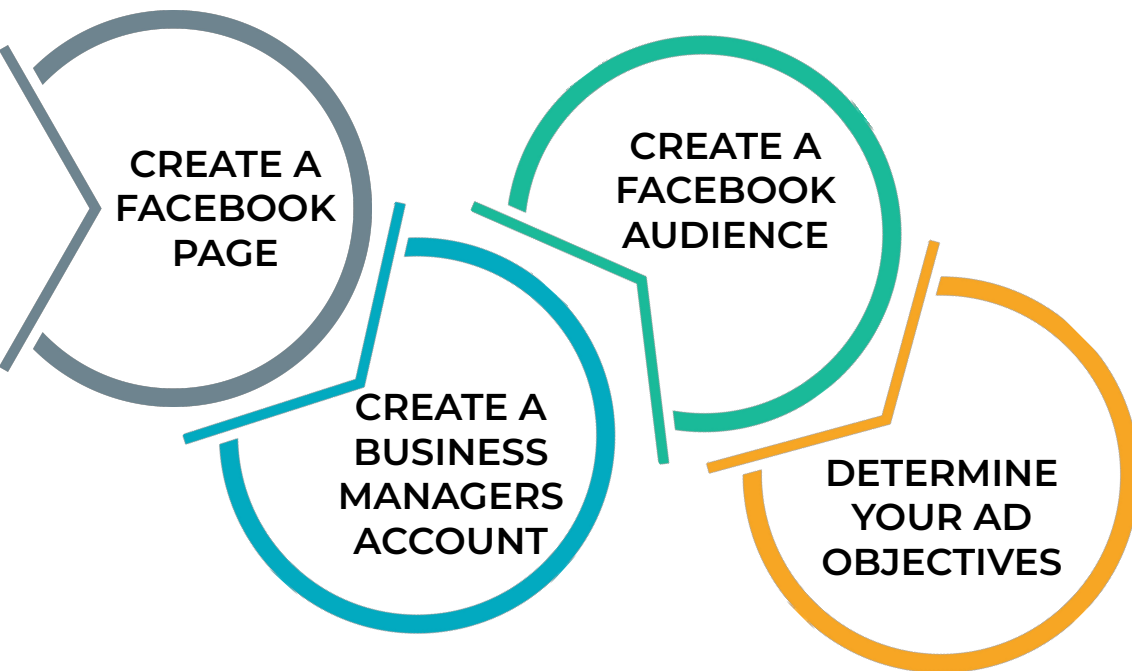 CREATE A
FACEBOOK
PAGE
CREATE A
BUSINESS
MANAGERS
ACCOUNT
CREATE A
FACEBOOK
AUDIENCE
DETERMINE
YOUR AD
OBJECTIVES